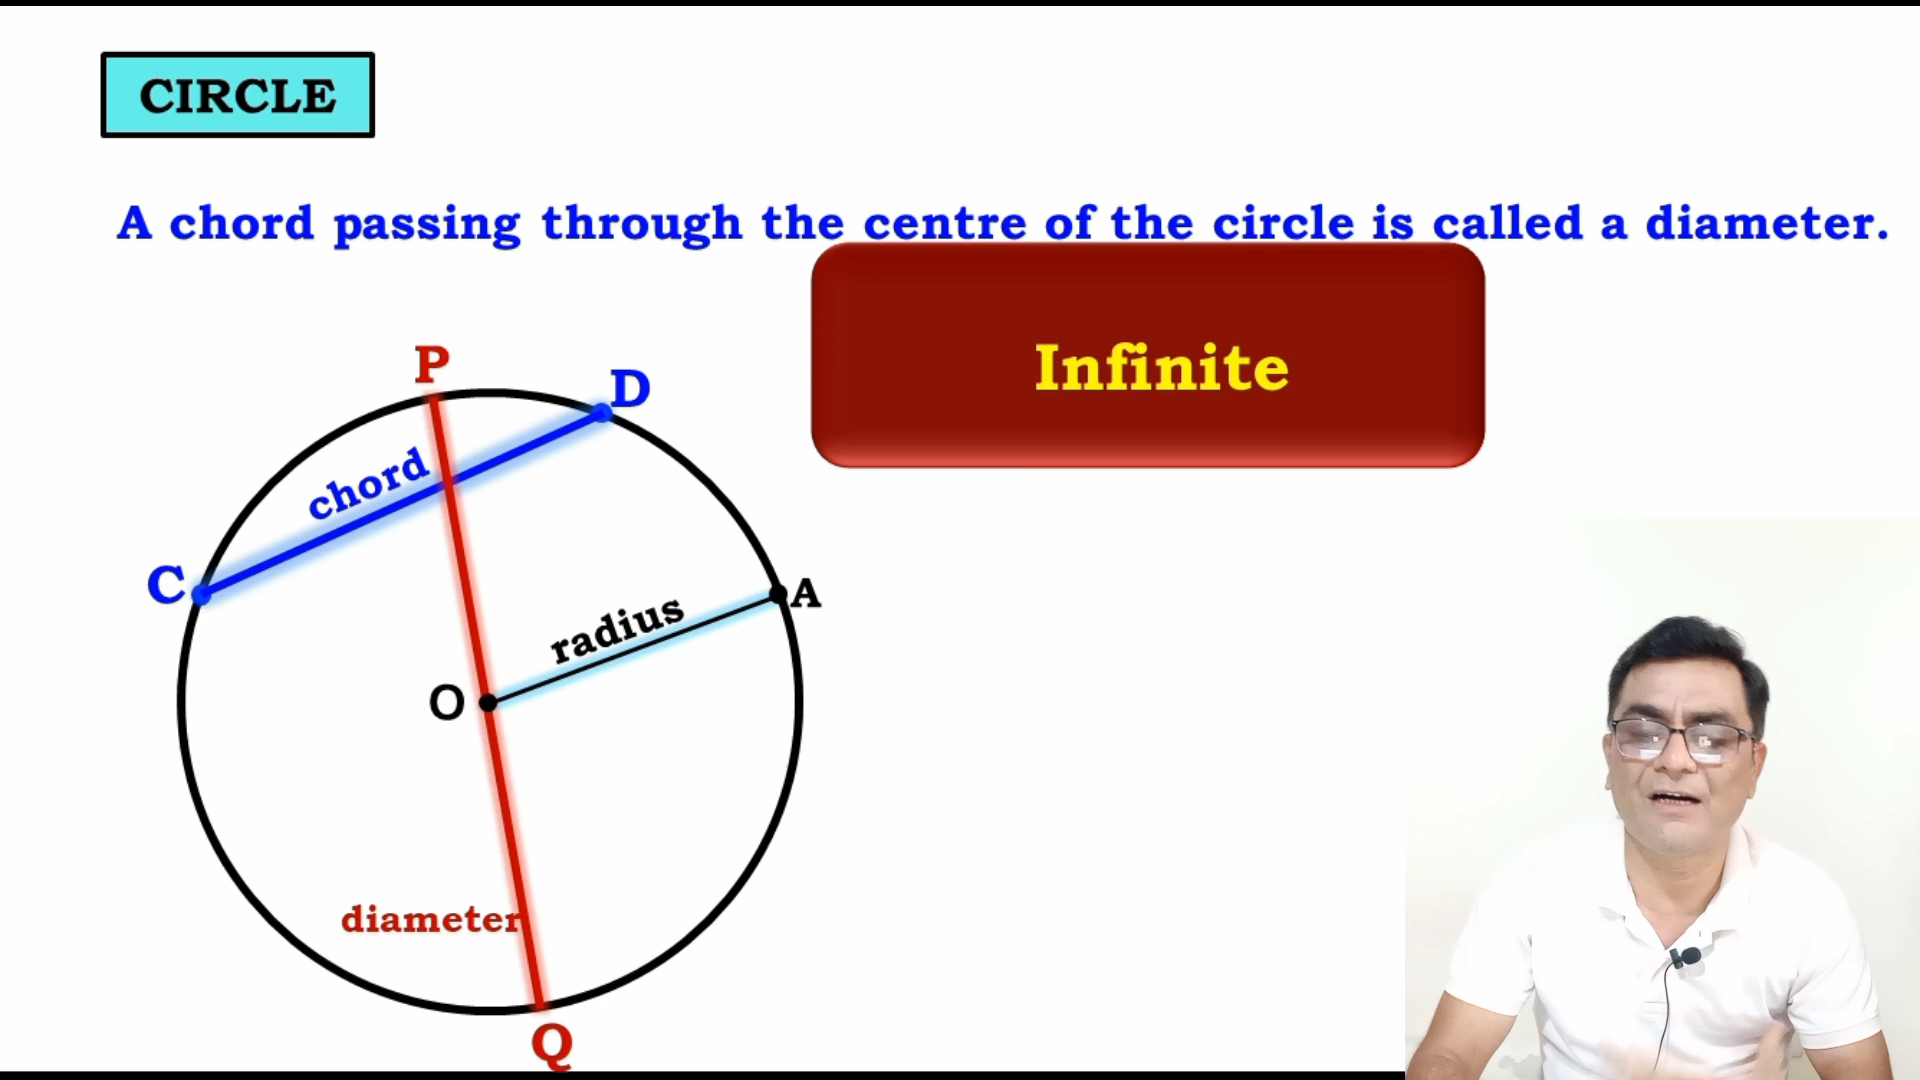 CIRCLE
A chord passing through the centre of the circle is called a diameter.
Infinite
P
D
chord
C
A
radius
O
diameter
Q